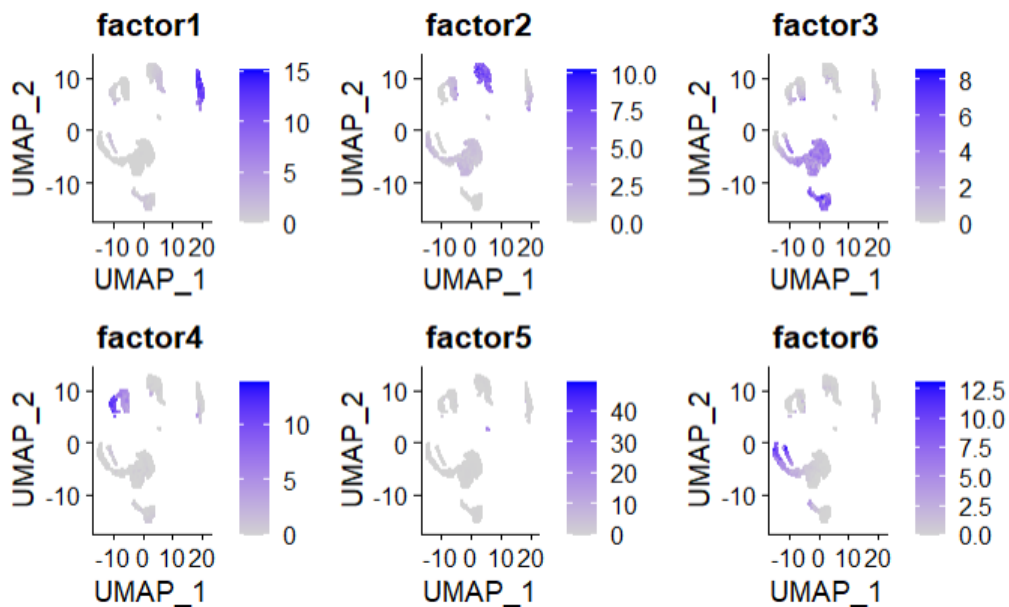 factor1 factor2 factor3
UMAP_2 10 0 -10 15 10 5 0 UMAP_2 10 0 -10 10.0 7.5 5.0 2.5 0.0 UMAP_2 10 0 -10 8 6 4 2 0
-10 0 10 20 -10 0 10 20 -10 0 10 20
UMAP_1 UMAP_1 UMAP_1
factor4 factor5 factor6
UMAP_2 10 0 -10 10 5 0 UMAP_2 10 0 -10 40 30 20 10 0 UMAP_2 10 0 -10 12.5 10.0 7.5 5.0 2.5 0.0
-10 0 10 20 -10 0 10 20 -10 0 10 20
UMAP_1 UMAP_1 UMAP_1